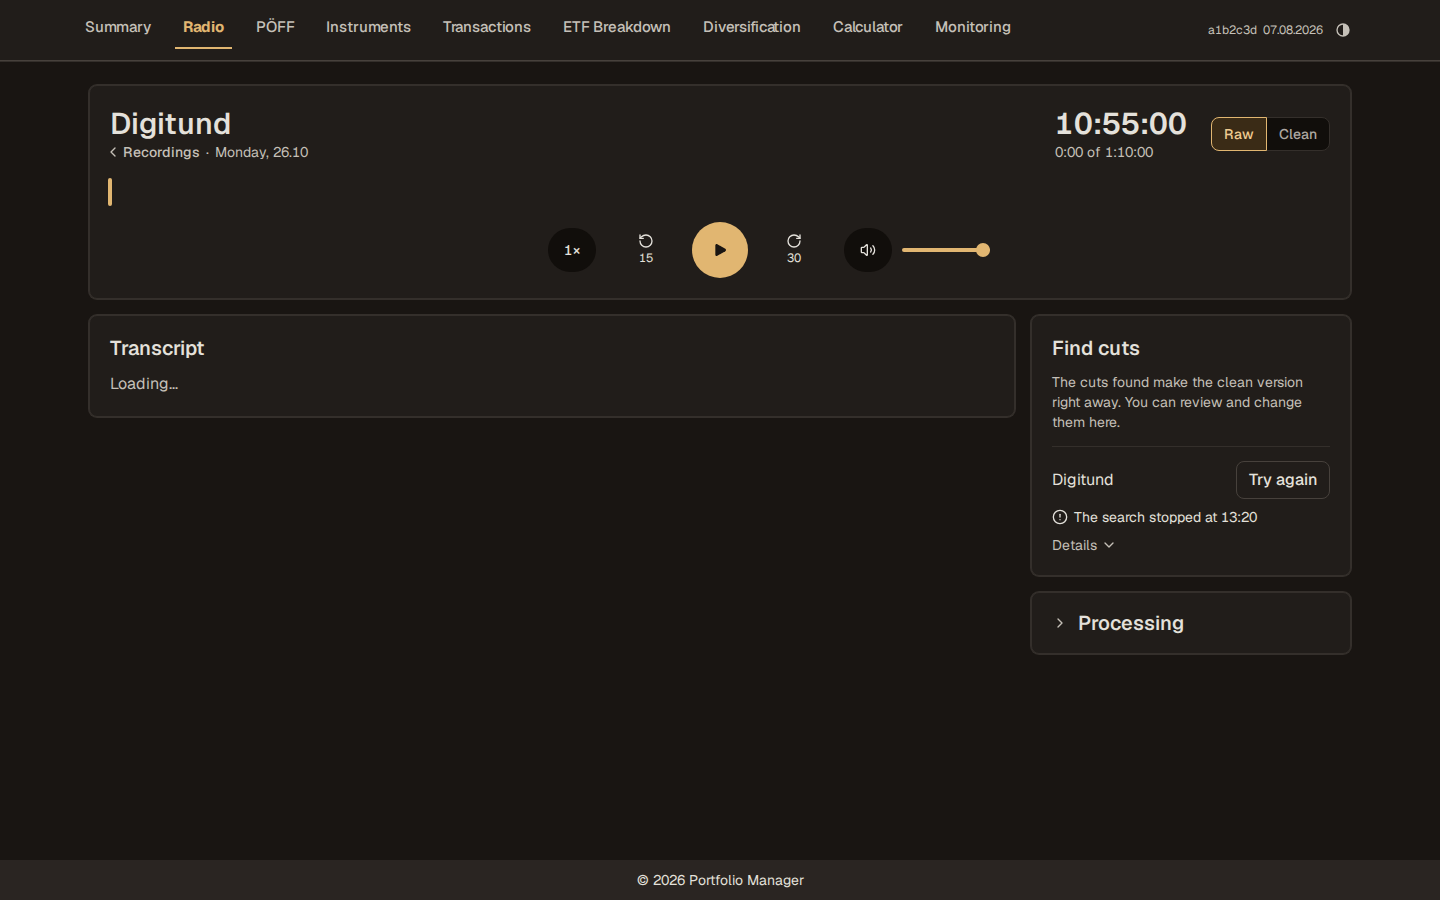 Summary Radio PÖFF Instruments Transactions ETF Breakdown Diversification Calculator Monitoring a1b2c3d 07.08.2026
Digitund
Recordings · Monday, 26.10
10:55:00
0:00 of 1:10:00
Raw Clean
1× 15 30
Transcript
Loading...
Find cuts
The cuts found make the clean version
right away. You can review and change
them here.
Digitund Try again
The search stopped at 13:20
Details
Processing
© 2026 Portfolio Manager